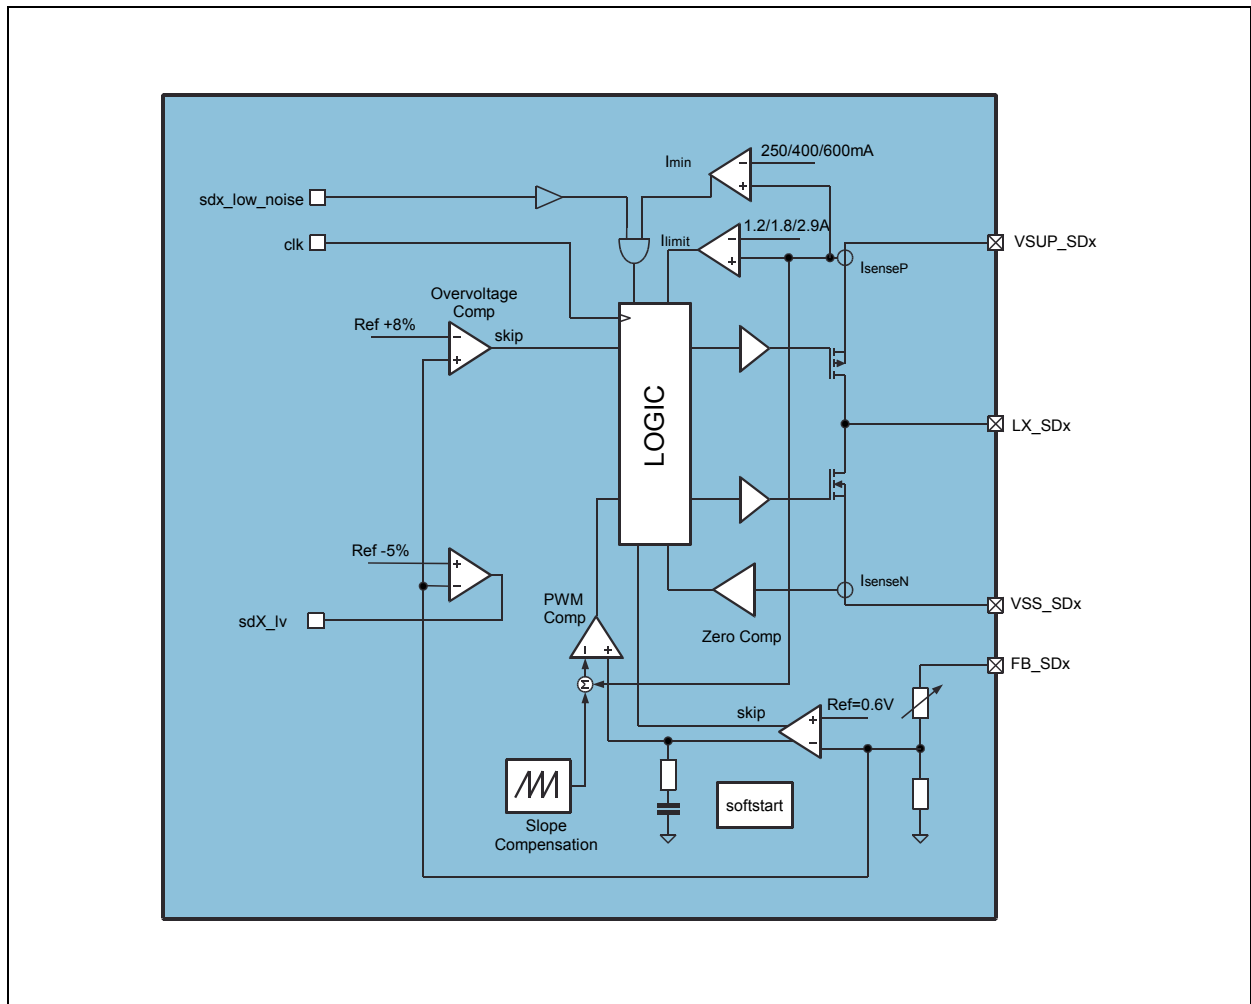 250/400/600mA
Imin
sdx_low_noise
1.2/1.8/2.9A
clk
Ilimit
VSUP_SDx
IsenseP
Overvoltage
Comp
Ref +8%
skip
LOGIC
LX_SDx
Ref -5%
IsenseN
PWM
Comp
VSS_SDx
sdX_lv
Zero Comp
FB_SDx
Σ
Ref=0.6V
skip
softstart
Slope
Compensation